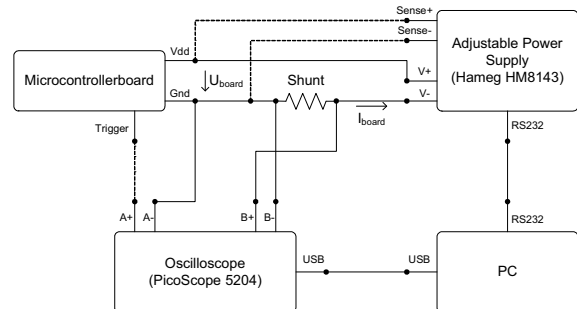 Sense+
Sense-
Adjustable Power
Supply
(Hameg HM8143)
Vdd
V+
Microcontrollerboard
Uboard
Shunt
Gnd
V-
Iboard
Trigger
RS232
A+
A-
B+
B-
RS232
Oscilloscope
(PicoScope 5204)
USB
USB
PC